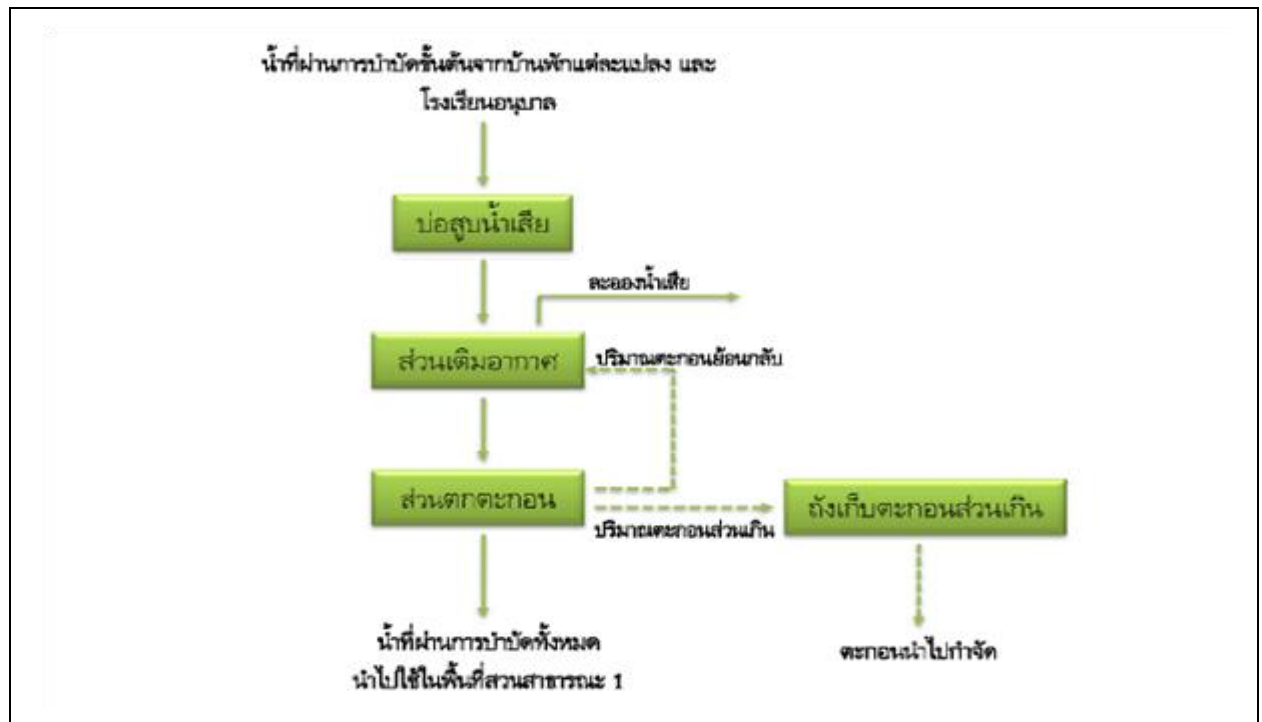 น้ำที่ผ่านการบำบัดขั้นต้นจากบ้านพักแต่ละแปลง และ
โรงเรียนอนุบาล
บ่อสูบน้ำเสีย
ละอองน้ำเสีย
ส่วนเติมอากาศ
ปริมาณตะกอนย้อนกลับ
ส่วนตกตะกอน
ปริมาณตะกอนส่วนเกิน
ถังเก็บตะกอนส่วนเกิน
น้ำที่ผ่านการบำบัดทั้งหมด
นำไปใช้ในพื้นที่สวนสาธารณะ 1
ตะกอนนำไปกำจัด